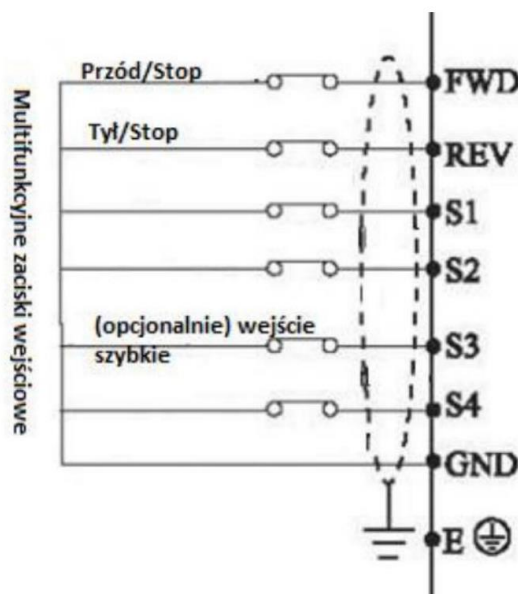 Multifunkcyjne zaciski wejściowe
Przód/Stop
FWD
Tył/Stop
REV
S1
S2
(opcjonalnie) wejście
szybkie
S3
S4
GND
E